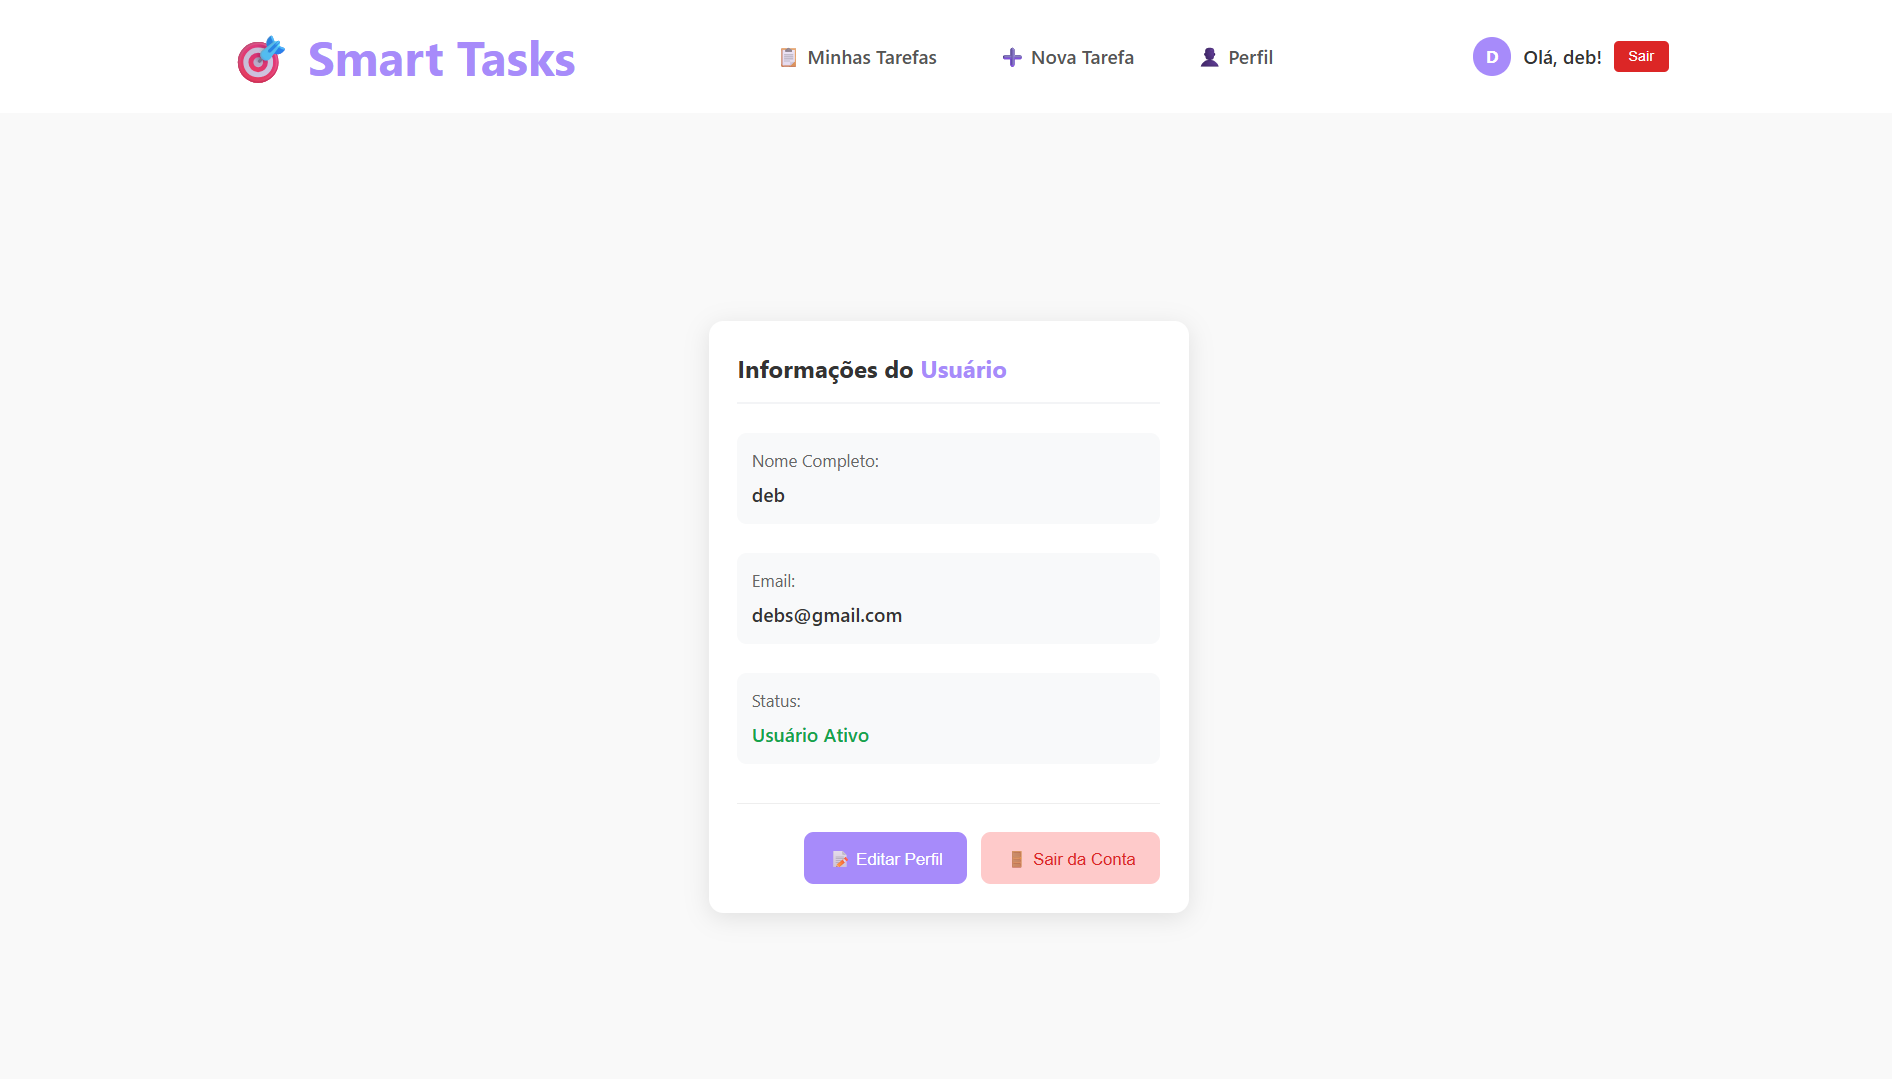 Smart Tasks
Minhas Tarefas
Nova Tarefa
Perfil
D
Olá, deb!
Sair
Informações do Usuário
Nome Completo:
deb
Email:
debs@gmail.com
Status:
Usuário Ativo
Editar Perfil
Sair da Conta